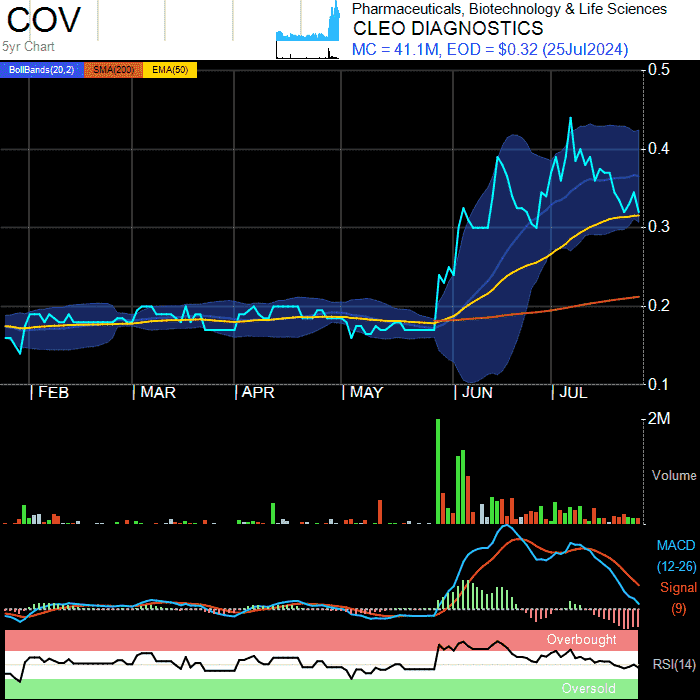 COV
5yr Chart
Pharmaceuticals, Biotechnology & Life Sciences
CLEO DIAGNOSTICS
MC = 41.1M, EOD = $0.32 (25Jul2024)
BollBands(20,2) SMA(200) EMA(50)
0.5
0.4
0.3
0.2
0.1
FEB MAR APR MAY JUN JUL
2M
Volume
MACD
(12-26)
Signal
(9)
Overbought
RSI(14)
Oversold